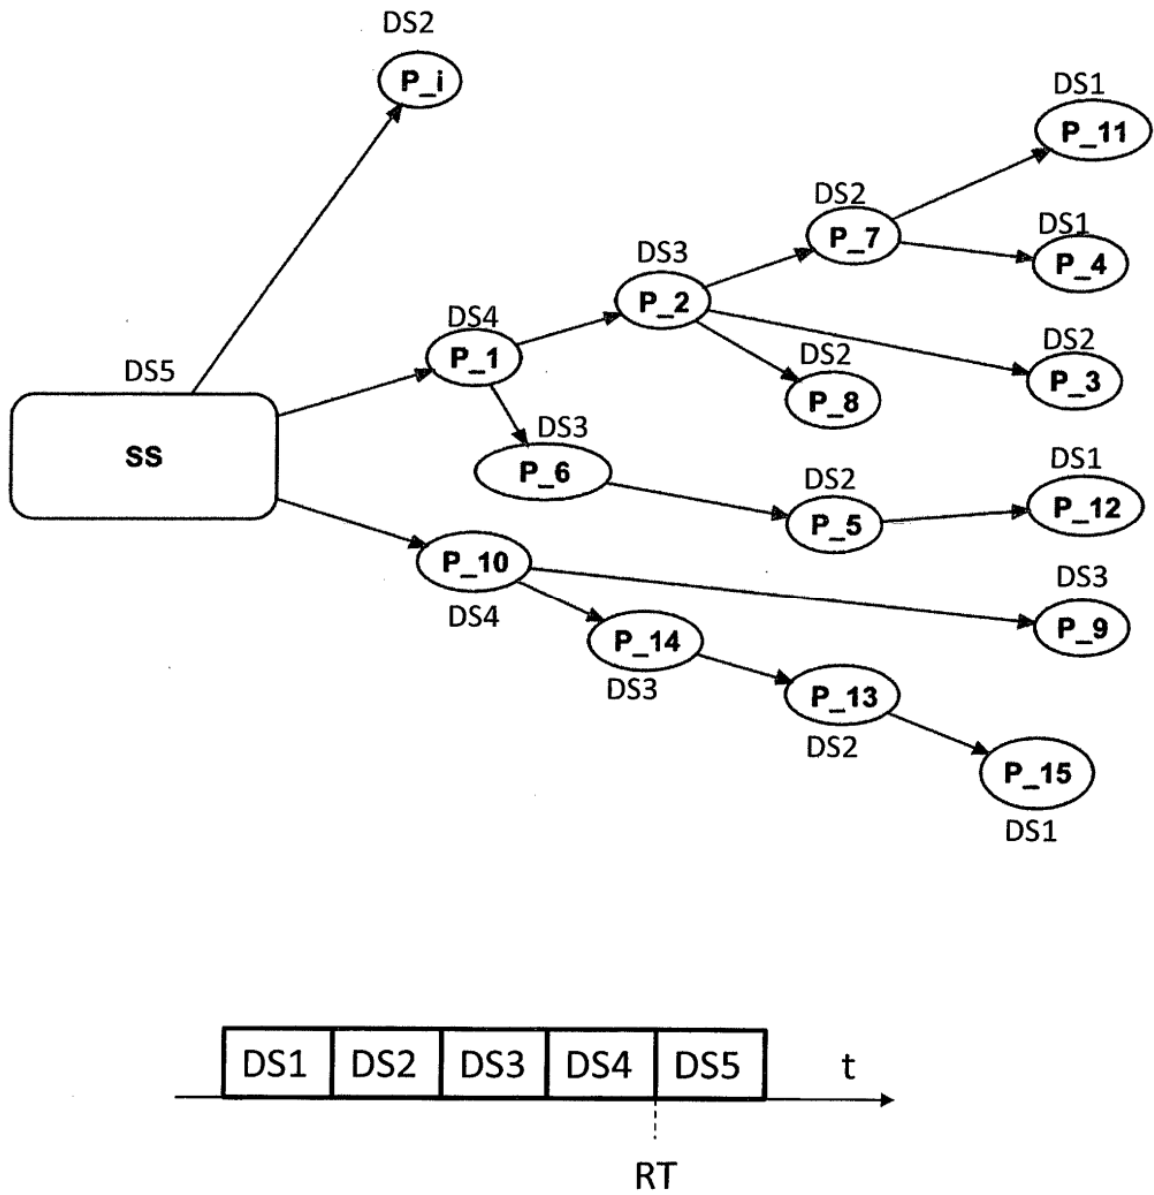 DS2
P_i
DS1
P_11
DS2
P_7
DS1
P_4
DS3
P_2
DS4
P_1
DS2
P_3
DS2
P_8
DS5
SS
DS3
P_6
DS2
P_5
DS1
P_12
P_10
DS4
DS3
P_9
P_14
DS3
P_13
DS2
P_15
DS1
DS1 DS2 DS3 DS4 DS5 t
RT